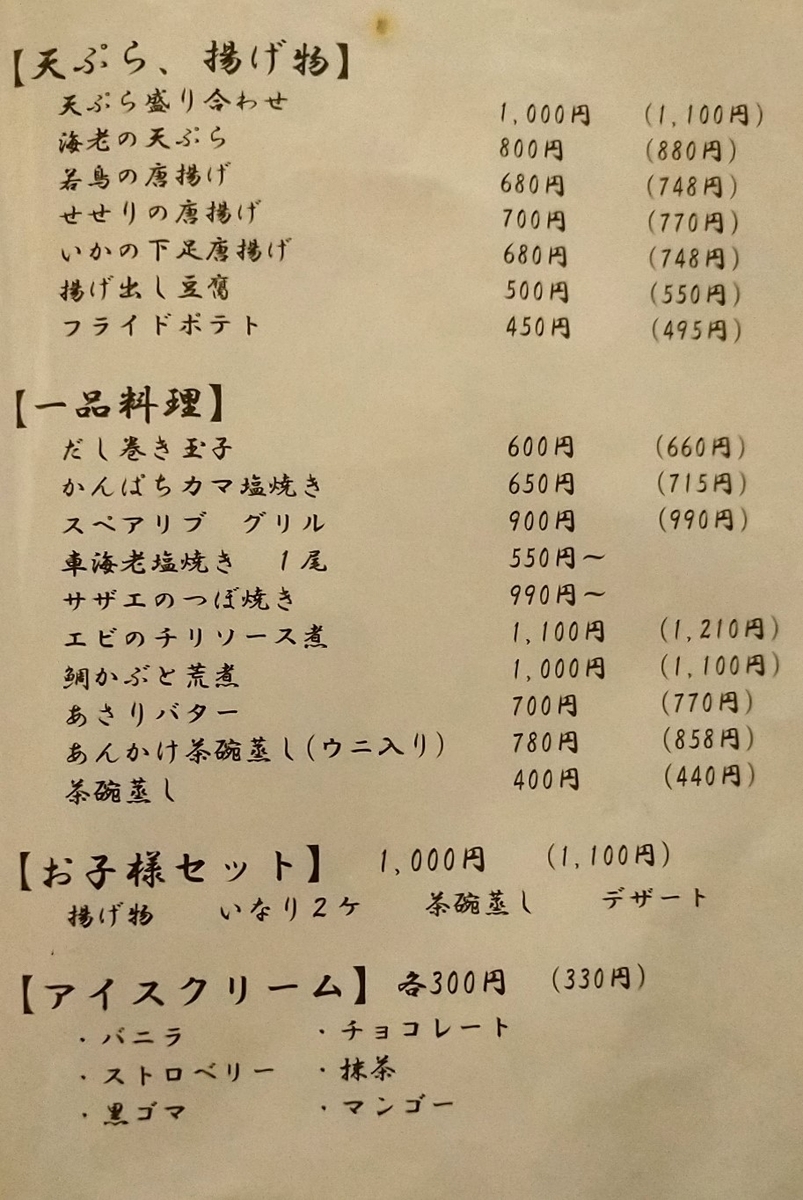 【天ぷら、揚げ物】
天ぷら盛り合わせ 1,000円 (1,100円)
海老の天ぷら 800円 (880円)
若鳥の唐揚げ 680円 (748円)
せせりの唐揚げ 700円 (770円)
いかの下足唐揚げ 680円 (748円)
揚げ出し豆腐 500円 (550円)
フライドポテト 450円 (495円)
【一品料理】
だし巻き玉子 600円 (660円)
かんぱちカマ塩焼き 650円 (715円)
スペアリブ グリル 900円 (990円)
車海老塩焼き 1尾 550円～
サザエのつぼ焼き 990円～
エビのチリソース煮 1,100円 (1,210円)
鯛かぶと荒煮 1,000円 (1,100円)
あさりバター 700円 (770円)
あんかけ茶碗蒸し(ウニ入り) 780円 (858円)
茶碗蒸し 400円 (440円)
【お子様セット】 1,000円 (1,100円)
揚げ物 いなり2ケ 茶碗蒸し デザート
【アイスクリーム】 各300円 (330円)
・バニラ ・チョコレート
・ストロベリー ・抹茶
・黒ゴマ ・マンゴー